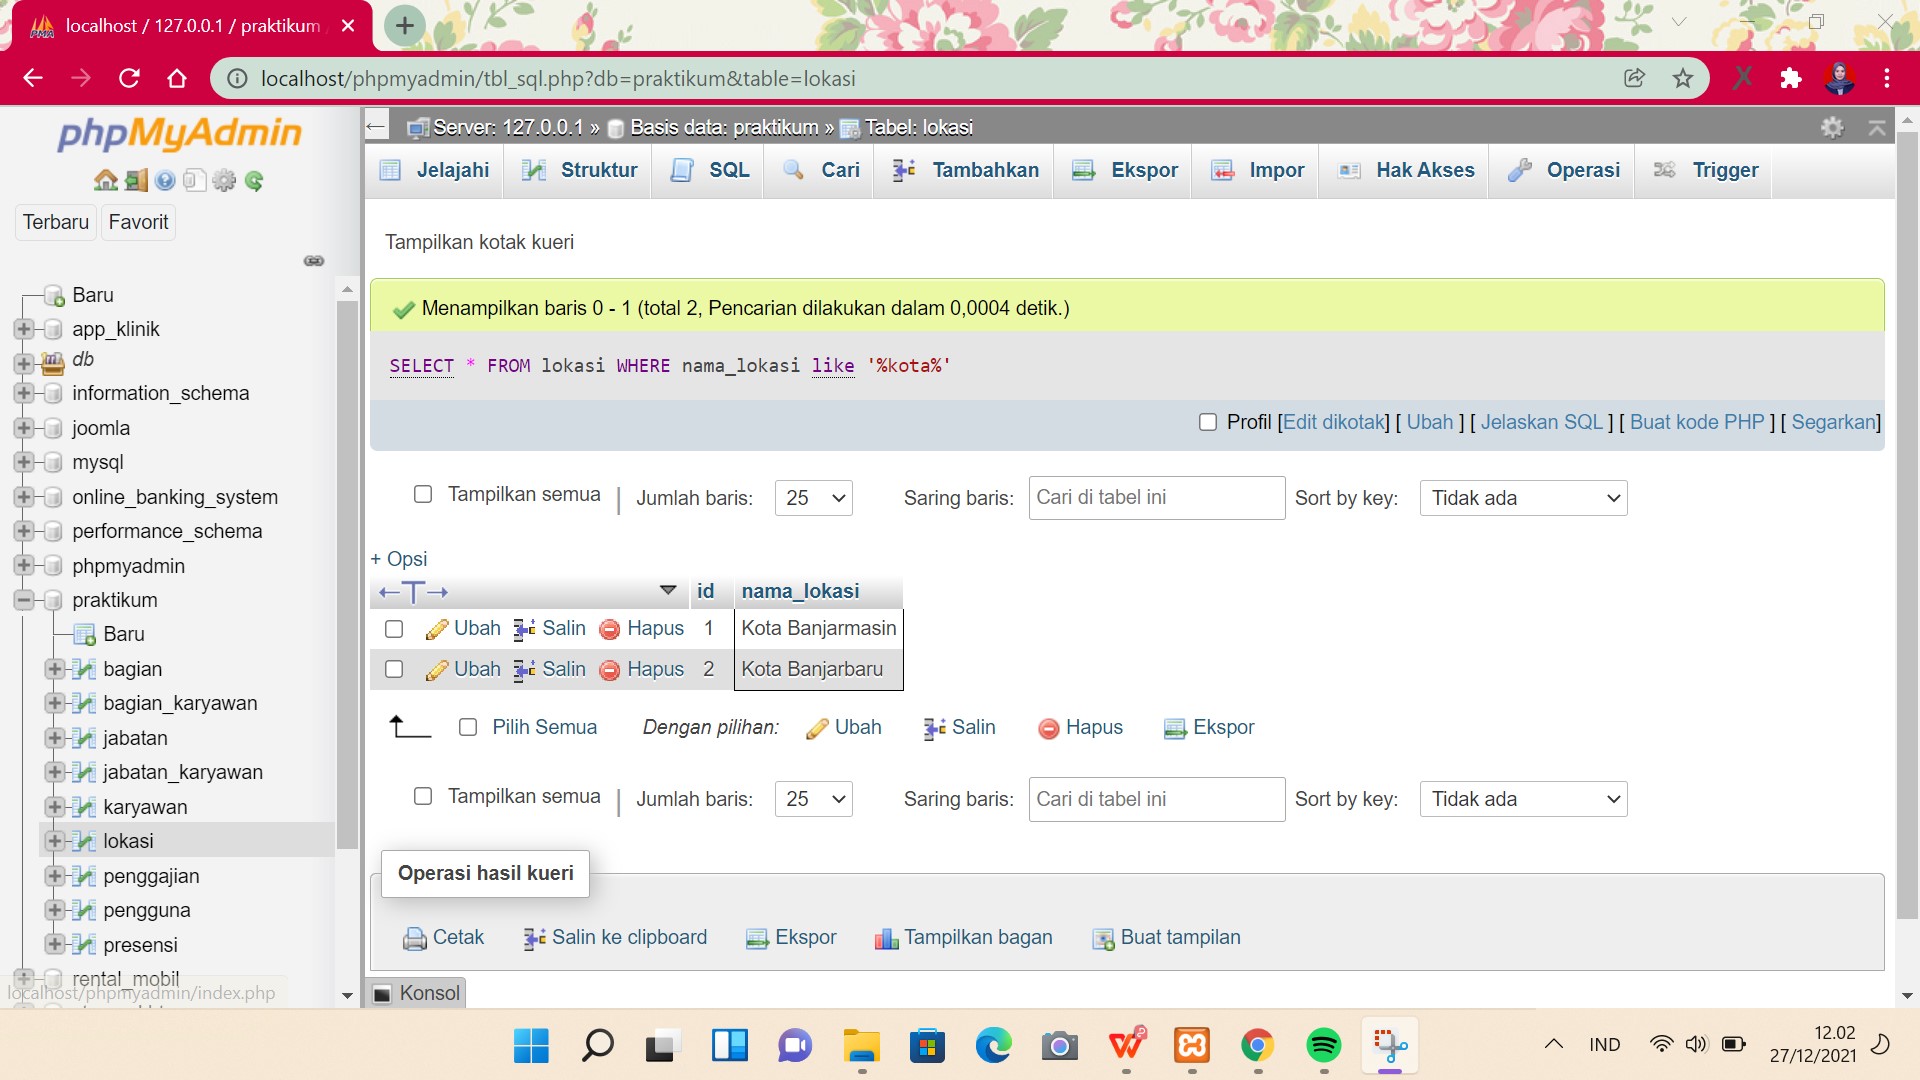 localhost / 127.0.0.1 / praktikum
localhost/phpmyadmin/tbl_sql.php?db=praktikum&table=lokasi
phpMyAdmin
Terbaru
Favorit
Baru
app_klinik
db
information_schema
joomla
mysql
online_banking_system
performance_schema
phpmyadmin
praktikum
Baru
bagian
bagian_karyawan
jabatan
jabatan_karyawan
karyawan
lokasi
penggajian
pengguna
presensi
rental_mobil
localhost/phpmyadmin/index.php
Server: 127.0.0.1 » Basis data: praktikum » Tabel: lokasi
Jelajahi Struktur SQL Cari Tambahkan Ekspor Impor Hak Akses Operasi Trigger
Tampilkan kotak kueri
Menampilkan baris 0 - 1 (total 2, Pencarian dilakukan dalam 0,0004 detik.)
SELECT * FROM lokasi WHERE nama_lokasi like '%kota%'
Profil [Edit dikotak] [ Ubah ] [ Jelaskan SQL ] [ Buat kode PHP ] [ Segarkan]
Tampilkan semua | Jumlah baris: 25 Saring baris: Cari di tabel ini Sort by key: Tidak ada
+ Opsi
←T→ id nama_lokasi
Ubah Salin Hapus 1 Kota Banjarmasin
Ubah Salin Hapus 2 Kota Banjarbaru
Pilih Semua Dengan pilihan: Ubah Salin Hapus Ekspor
Tampilkan semua | Jumlah baris: 25 Saring baris: Cari di tabel ini Sort by key: Tidak ada
Operasi hasil kueri
Cetak Salin ke clipboard Ekspor Tampilkan bagan Buat tampilan
Konsol
IND
12.02
27/12/2021